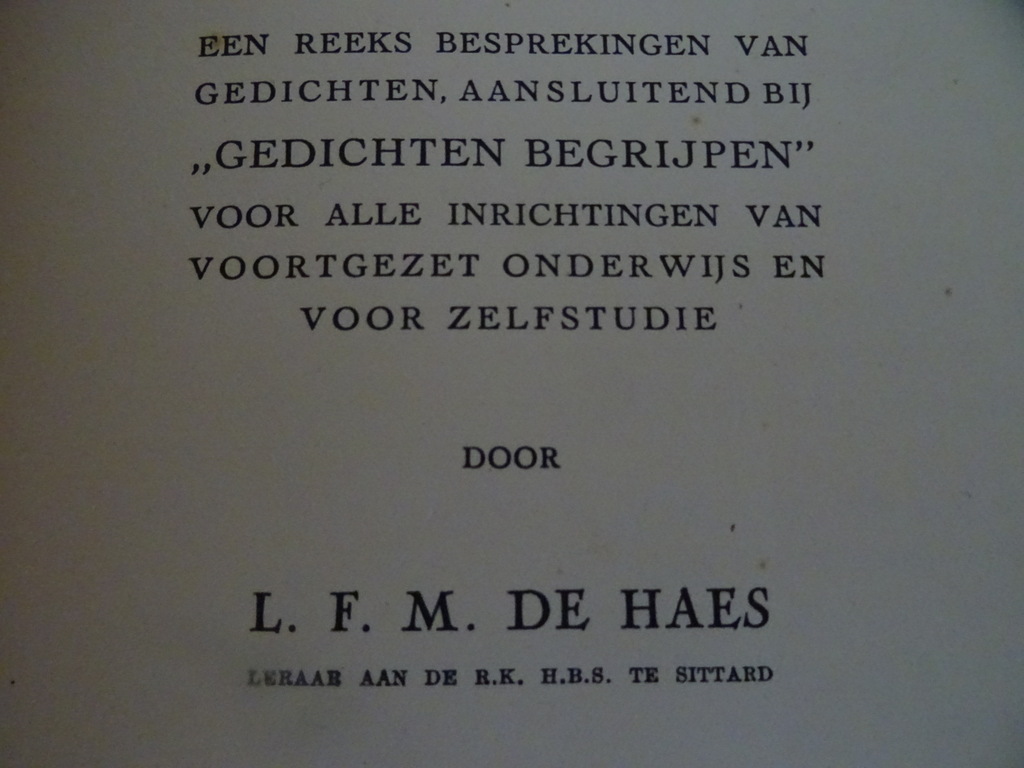 EEN REEKS BESPREKINGEN VAN
GEDICHTEN, AANSLUITEND BIJ
„GEDICHTEN BEGRIJPEN”
VOOR ALLE INRICHTINGEN VAN
VOORTGEZET ONDERWIJS EN
VOOR ZELFSTUDIE
DOOR
L. F. M. DE HAES
LERAAR AAN DE R.K. H.B.S. TE SITTARD